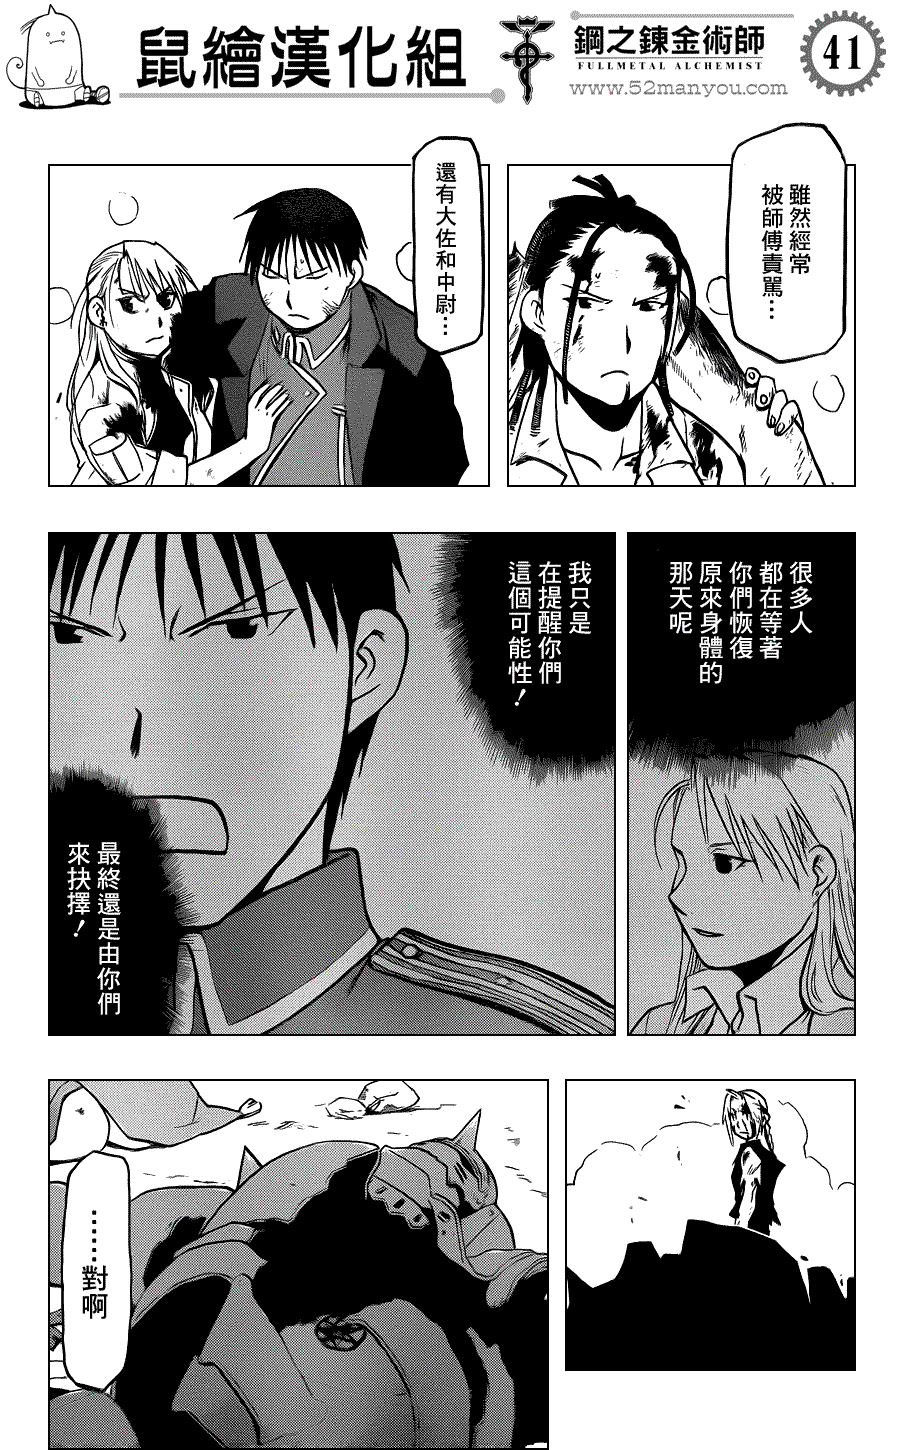 鼠繪漢化組
鋼之鍊金術師
FULLMETAL ALCHEMIST
www.52manyou.com
41
雖然經常
被師傅責罵…
還有大佐和中尉…
很多人
都在等著
你們恢復
原來身體的
那天呢
我只是
在提醒你們
這個可能性！
最終還是由你們
來抉擇！
……對啊